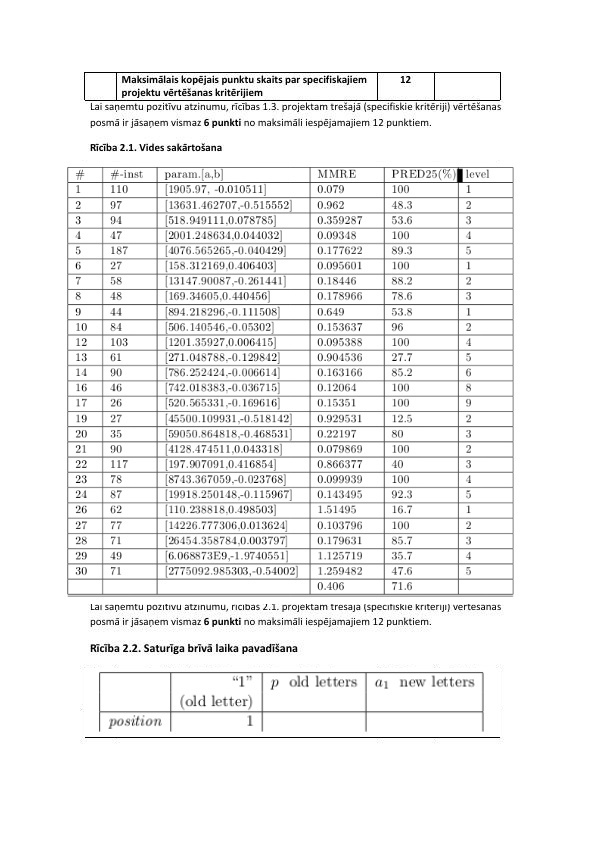 Maksimālais kopējais punktu skaits par specifiskajiem 12
projektu vērtēšanas kritērijiem
Lai saņemtu pozitīvu atzinumu, rīcības 1.3. projektam trešajā (specifiskie kritēriji) vērtēšanas
posmā ir jāsaņem vismaz 6 punkti no maksimāli iespējamajiem 12 punktiem.
Rīcība 2.1. Vides sakārtošana
# #-inst param.[a,b] MMRE PRED25(%) level
1 110 [1905.97, -0.010511] 0.079 100 1
2 97 [13631.462707,-0.515552] 0.962 48.3 2
3 94 [518.949111,0.078785] 0.359287 53.6 3
4 47 [2001.248634,0.044032] 0.09348 100 4
5 187 [4076.565265,-0.040429] 0.177622 89.3 5
6 27 [158.312169,0.406403] 0.095601 100 1
7 58 [13147.90087,-0.261441] 0.18446 88.2 2
8 48 [169.34605,0.440456] 0.178966 78.6 3
9 44 [894.218296,-0.111508] 0.649 53.8 1
10 84 [506.140546,-0.05302] 0.153637 96 2
12 103 [1201.35927,0.006415] 0.095388 100 4
13 61 [271.048788,-0.129842] 0.904536 27.7 5
14 90 [786.252424,-0.006614] 0.163166 85.2 6
16 46 [742.018383,-0.036715] 0.12064 100 8
17 26 [520.565331,-0.169616] 0.15351 100 9
19 27 [45500.109931,-0.518142] 0.929531 12.5 2
20 35 [59050.864818,-0.468531] 0.22197 80 3
21 90 [4128.474511,0.043318] 0.079869 100 2
22 117 [197.907091,0.416854] 0.866377 40 3
23 78 [8743.367059,-0.023768] 0.099939 100 4
24 87 [19918.250148,-0.115967] 0.143495 92.3 5
26 62 [110.238818,0.498503] 1.51495 16.7 1
27 77 [14226.777306,0.013624] 0.103796 100 2
28 71 [26454.358784,0.003797] 0.179631 85.7 3
29 49 [6.068873E9,-1.9740551] 1.125719 35.7 4
30 71 [2775092.985303,-0.54002] 1.259482 47.6 5
0.406 71.6
Lai saņemtu pozitīvu atzinumu, rīcības 2.1. projektam trešajā (specifiskie kritēriji) vērtēšanas
posmā ir jāsaņem vismaz 6 punkti no maksimāli iespējamajiem 12 punktiem.
Rīcība 2.2. Saturīga brīvā laika pavadīšana
“1” p old letters a₁ new letters
(old letter)
position 1